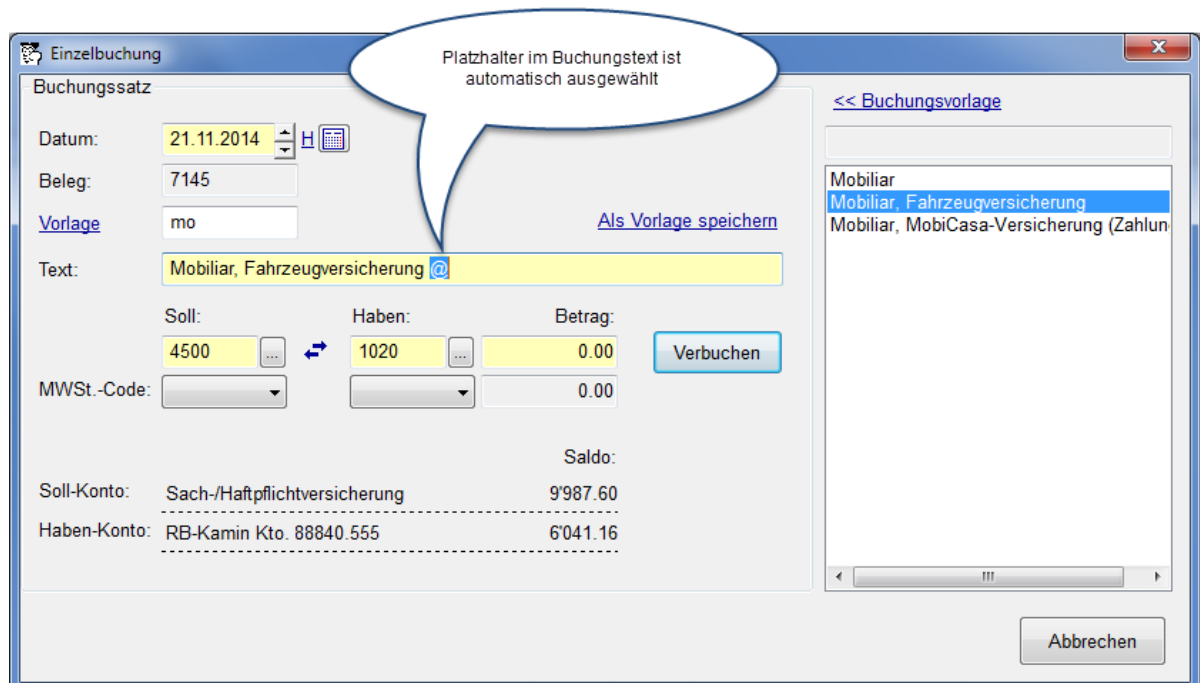 Einzelbuchung
Platzhalter im Buchungstext ist
automatisch ausgewählt
x
Buchungssatz
<< Buchungsvorlage
Datum: 21.11.2014 H
Beleg: 7145
Vorlage mo Als Vorlage speichern
Text: Mobiliar, Fahrzeugversicherung @
Soll: Haben: Betrag:
4500 ... 1020 ... 0.00 Verbuchen
MWSt.-Code: 0.00
Saldo:
Soll-Konto: Sach-/Haftpflichtversicherung 9'987.60
Haben-Konto: RB-Kamin Kto. 88840.555 6'041.16
Mobiliar
Mobiliar, Fahrzeugversicherung
Mobiliar, MobiCasa-Versicherung (Zahlun
Abbrechen